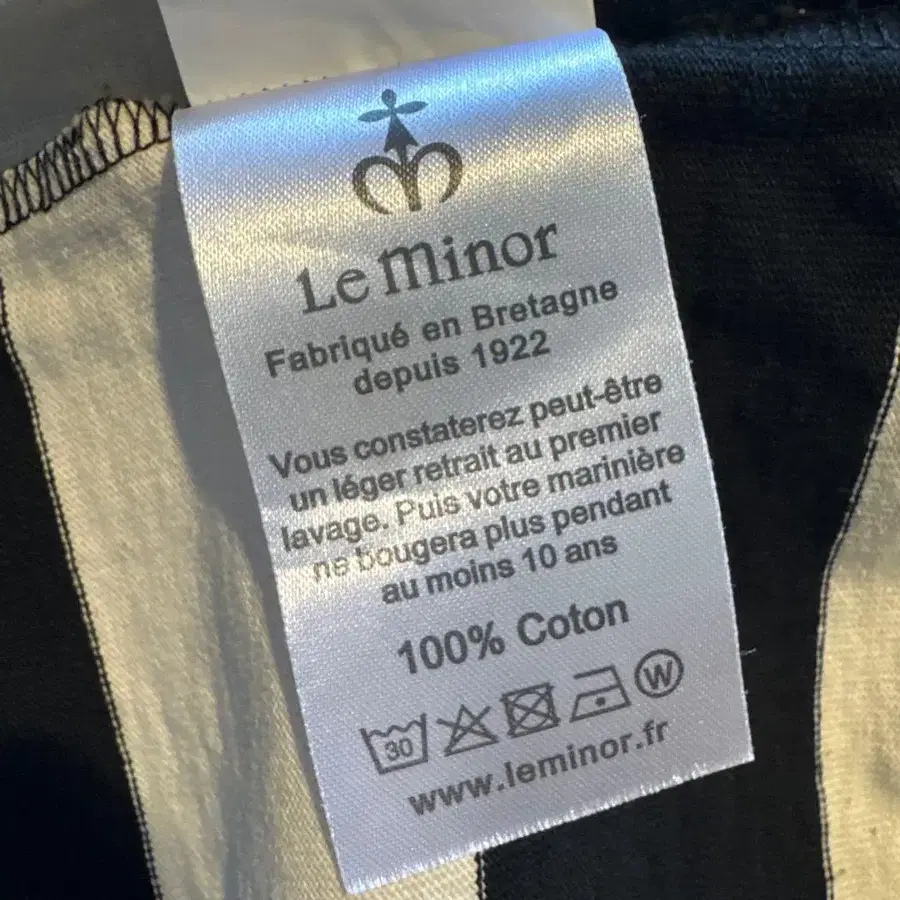 Le Minor
Fabriqué en Bretagne
depuis 1922
Vous constaterez peut-être
un léger retrait au premier
lavage. Puis votre marinière
ne bougera plus pendant
au moins 10 ans
100% Coton
30 W
www.leminor.fr